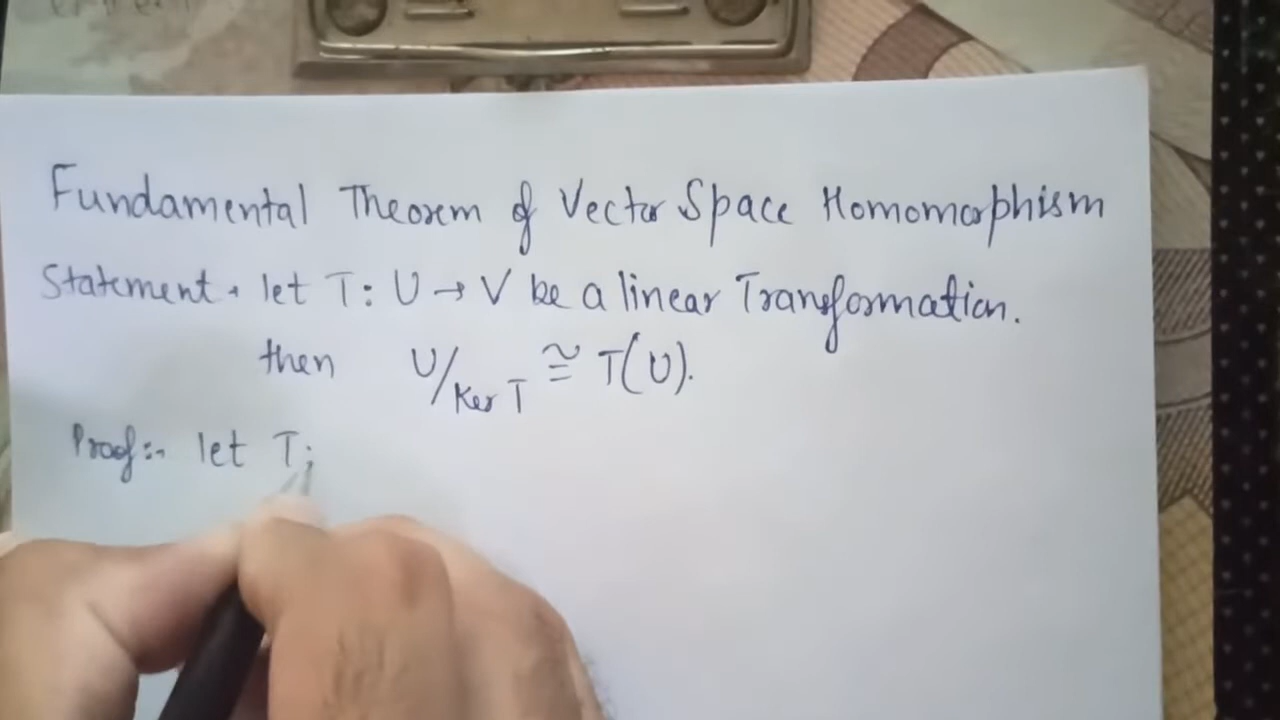 Fundamental Theorem of Vector Space Homomorphism
Statement. let T: U → V be a linear Transformation.
then U/Ker T ≅ T(U).
Proof:- let T: